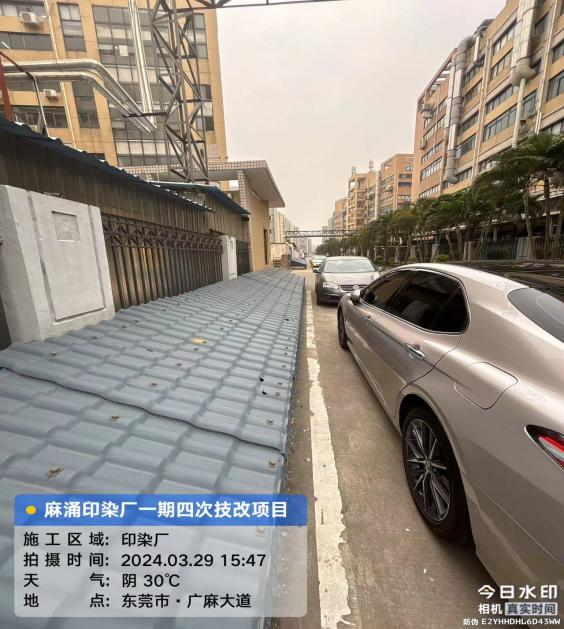 麻涌印染厂一期四次技改项目
施工区域: 印染厂
拍摄时间: 2024.03.29 15:47
天气: 阴 30℃
地点: 东莞市·广麻大道
今日水印
相机 真实时间
防伪 E2YHHDHL6D43WW